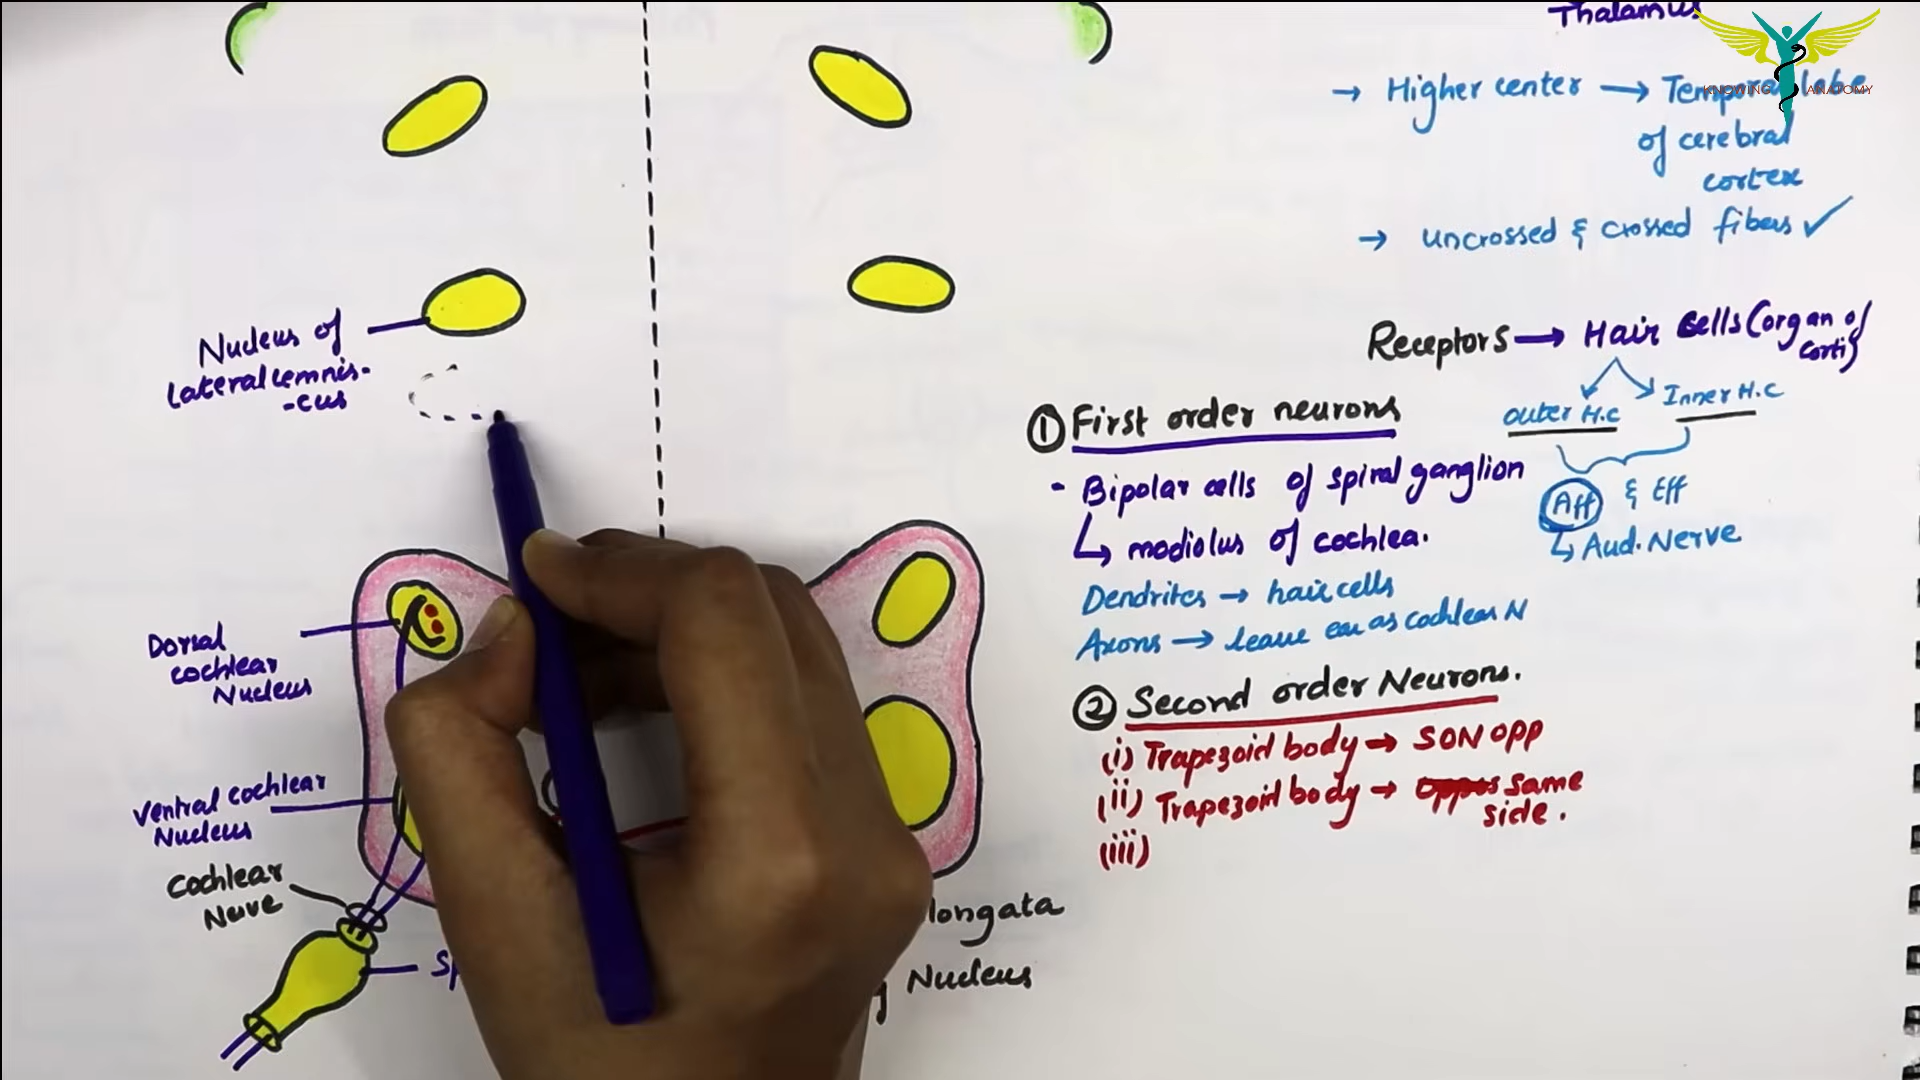 Thalamus
KNOWING ANATOMY
→ Higher center → Temporal lobe
of cerebral
cortex
→ uncrossed & crossed fibers ✓
Receptors → Hair cells (organ of
corti)
outer H.C Inner H.C
Aff & Eff
↳ Aud. Nerve
① First order neurons
- Bipolar cells of spiral ganglion
↳ modiolus of cochlea.
Dendrites → hair cells
Axons → leave ear as cochlear N
② Second order Neurons.
(i) Trapezoid body → SON OPP
(ii) Trapezoid body → same
side.
(iii)
Nucleus of
lateral lemnis-
-cus
Dorsal
cochlear
Nucleus
Ventral cochlear
Nucleus
Cochlear
Nerve
Sp
longata
Nucleus